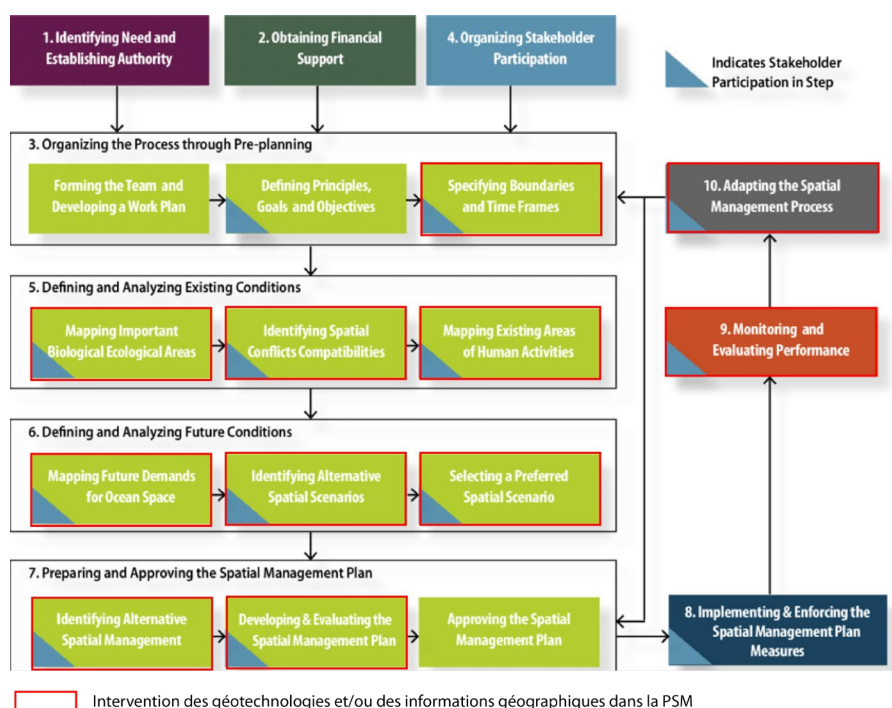 1. Identifying Need and
Establishing Authority
2. Obtaining Financial
Support
4. Organizing Stakeholder
Participation
Indicates Stakeholder
Participation in Step
3. Organizing the Process through Pre-planning
Forming the Team and
Developing a Work Plan
Defining Principles,
Goals and Objectives
Specifying Boundaries
and Time Frames
10. Adapting the Spatial
Management Process
5. Defining and Analyzing Existing Conditions
Mapping Important
Biological Ecological Areas
Identifying Spatial
Conflicts Compatibilities
Mapping Existing Areas
of Human Activities
9. Monitoring and
Evaluating Performance
6. Defining and Analyzing Future Conditions
Mapping Future Demands
for Ocean Space
Identifying Alternative
Spatial Scenarios
Selecting a Preferred
Spatial Scenario
7. Preparing and Approving the Spatial Management Plan
Identifying Alternative
Spatial Management
Developing & Evaluating the
Spatial Management Plan
Approving the Spatial
Management Plan
8. Implementing & Enforcing the
Spatial Management Plan
Measures
Intervention des géotechnologies et/ou des informations géographiques dans la PSM